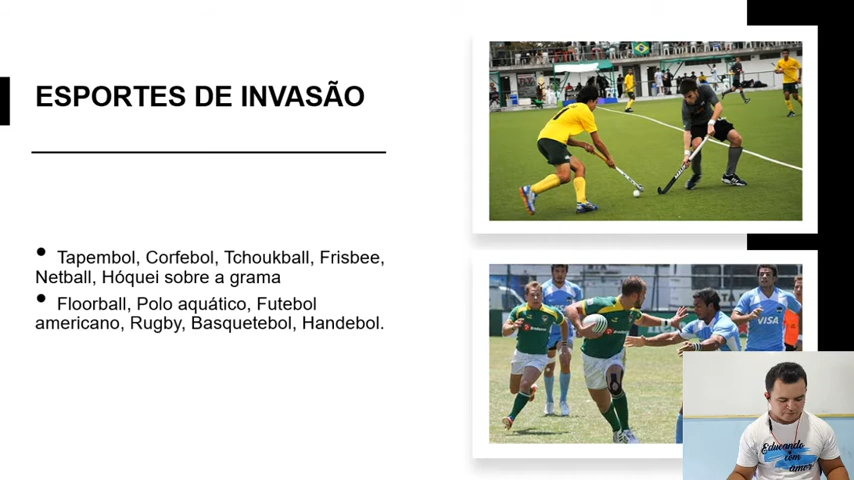 ESPORTES DE INVASÃO
• Tapembol, Corfebol, Tchoukball, Frisbee,
Netball, Hóquei sobre a grama
• Floorball, Polo aquático, Futebol
americano, Rugby, Basquetebol, Handebol.
VISA
Educando
com
amor